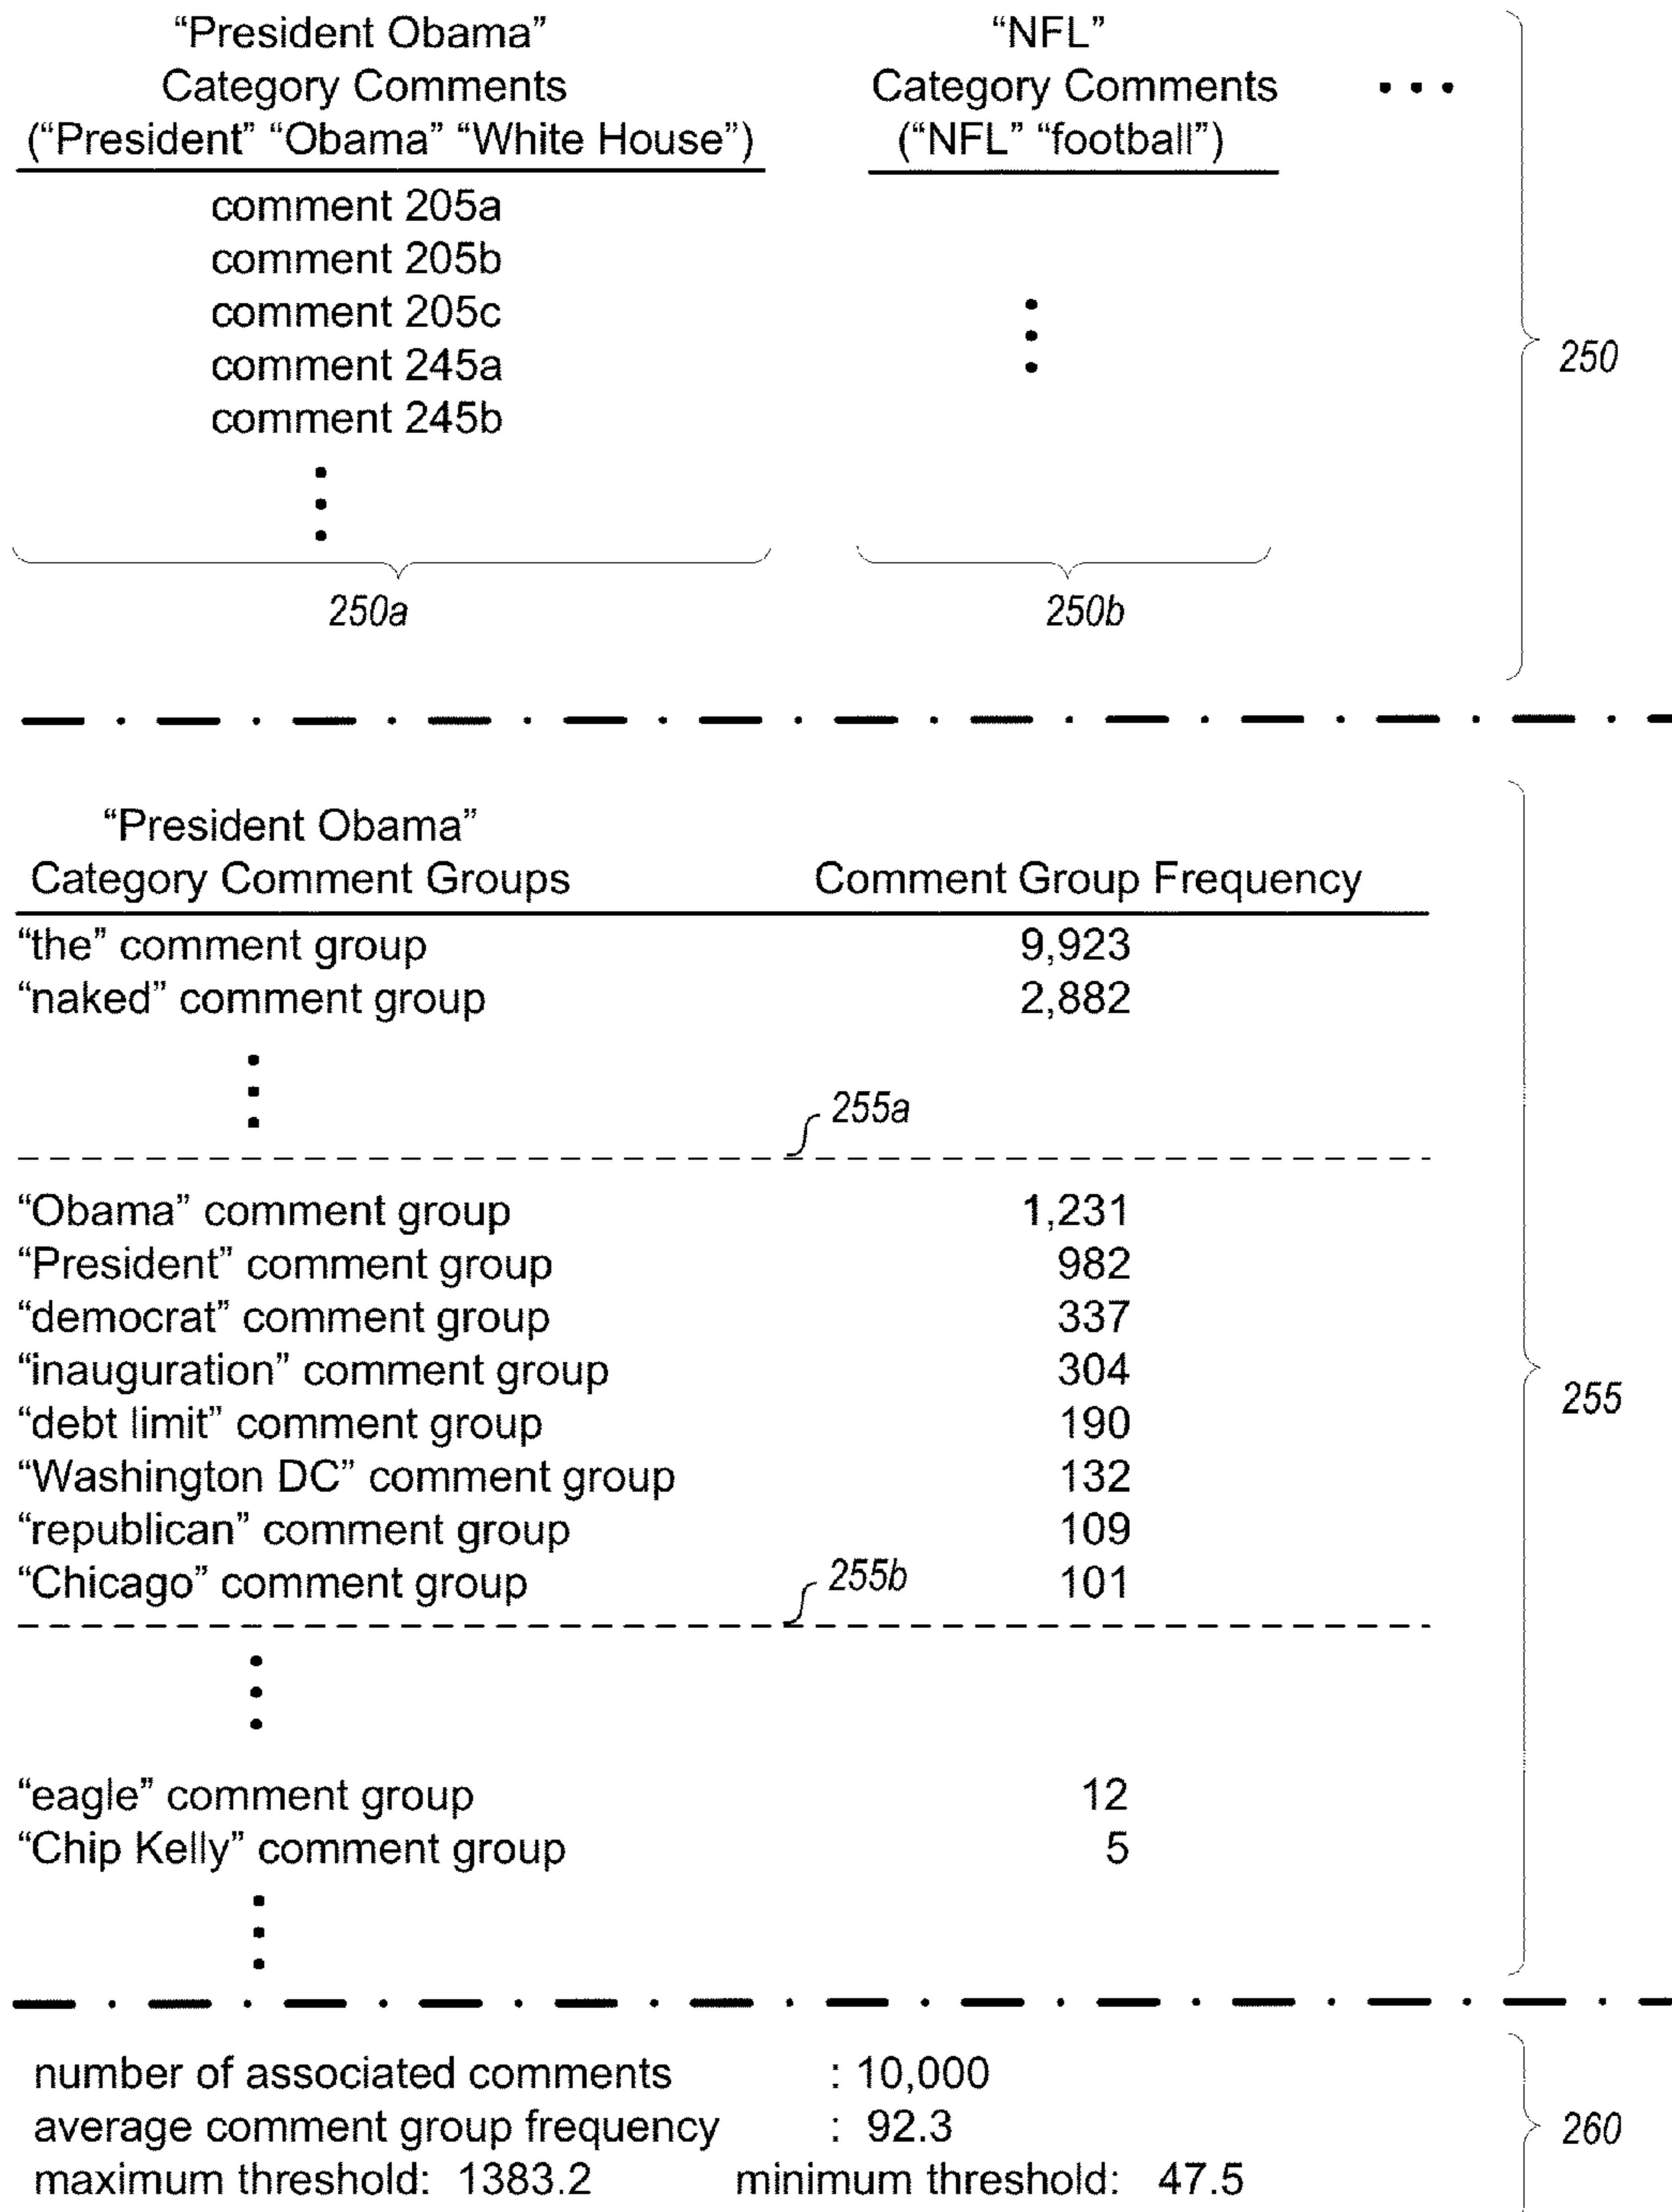 “President Obama” “NFL”
Category Comments Category Comments • • •
(“President” “Obama” “White House”) (“NFL” “football”)
comment 205a
comment 205b
comment 205c
comment 245a
comment 245b
250
250a 250b
“President Obama”
Category Comment Groups Comment Group Frequency
“the” comment group 9,923
“naked” comment group 2,882
255a
“Obama” comment group 1,231
“President” comment group 982
“democrat” comment group 337
“inauguration” comment group 304
“debt limit” comment group 190
“Washington DC” comment group 132
“republican” comment group 109
“Chicago” comment group 101
255b
255
“eagle” comment group 12
“Chip Kelly” comment group 5
number of associated comments : 10,000
average comment group frequency : 92.3
maximum threshold: 1383.2 minimum threshold: 47.5
260